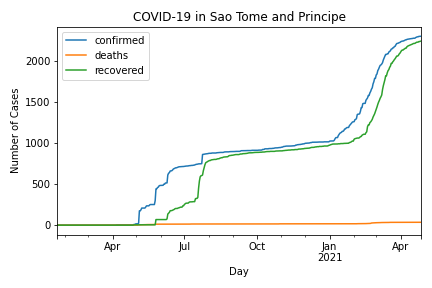 COVID-19 in Sao Tome and Principe
confirmed
deaths
recovered
Number of Cases
2000
1500
1000
500
0
Apr
Jul
Oct
Jan
2021
Apr
Day